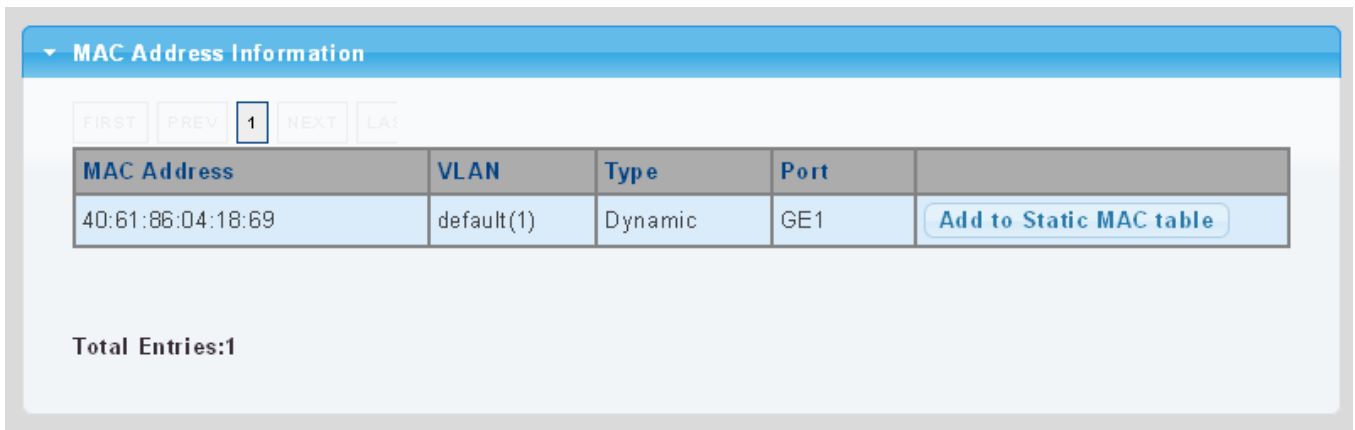 MAC Address Information
FIRST PREV 1 NEXT
MAC Address VLAN Type Port
40:61:86:04:18:69 default(1) Dynamic GE1 Add to Static MAC table
Total Entries:1